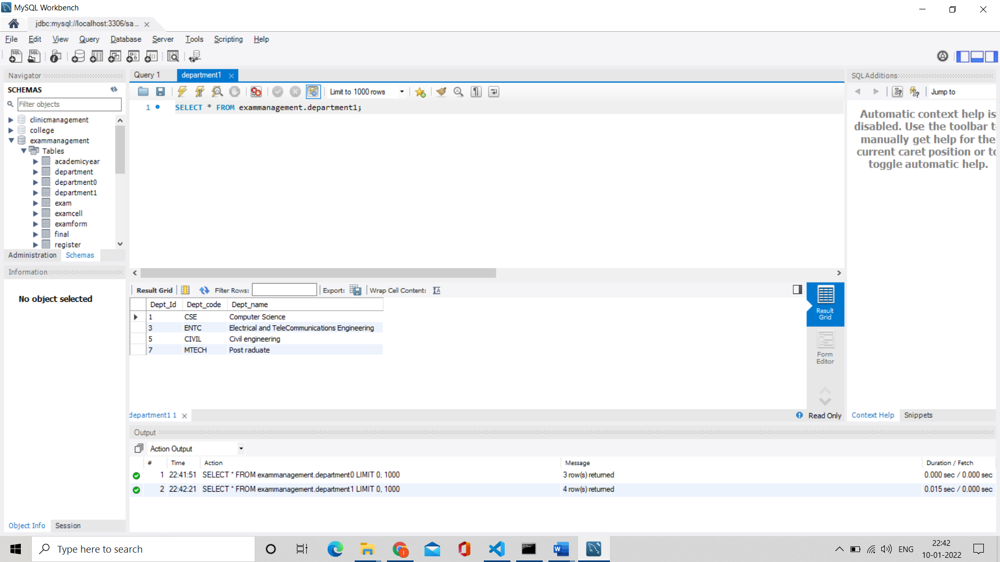 MySQL Workbench
jdbc:mysql://localhost:3306/sa...
File Edit View Query Database Server Tools Scripting Help
Navigator
SCHEMAS
Filter objects
clinicmanagement
college
exammanagement
Tables
academicyear
department
department0
department1
exam
examcell
examform
final
register
Administration Schemas
Information
No object selected
Object Info Session
Query 1 department1
Limit to 1000 rows
1 SELECT * FROM exammanagement.department1;
Result Grid Filter Rows: Export: Wrap Cell Content:
Dept_Id Dept_code Dept_name
1 CSE Computer Science
3 ENTC Electrical and TeleCommunications Engineering
5 CIVIL Civil engineering
7 MTECH Post raduate
Result
Grid
Form
Editor
department1 1
Read Only
SQLAdditions
Jump to
Automatic context help is
disabled. Use the toolbar t
manually get help for the
current caret position or to
toggle automatic help.
Context Help Snippets
Output
Action Output
# Time Action Message Duration / Fetch
1 22:41:51 SELECT * FROM exammanagement.department0 LIMIT 0, 1000 3 row(s) returned 0.000 sec / 0.000 sec
2 22:42:21 SELECT * FROM exammanagement.department1 LIMIT 0, 1000 4 row(s) returned 0.015 sec / 0.000 sec
Type here to search
ENG
22:42
10-01-2022